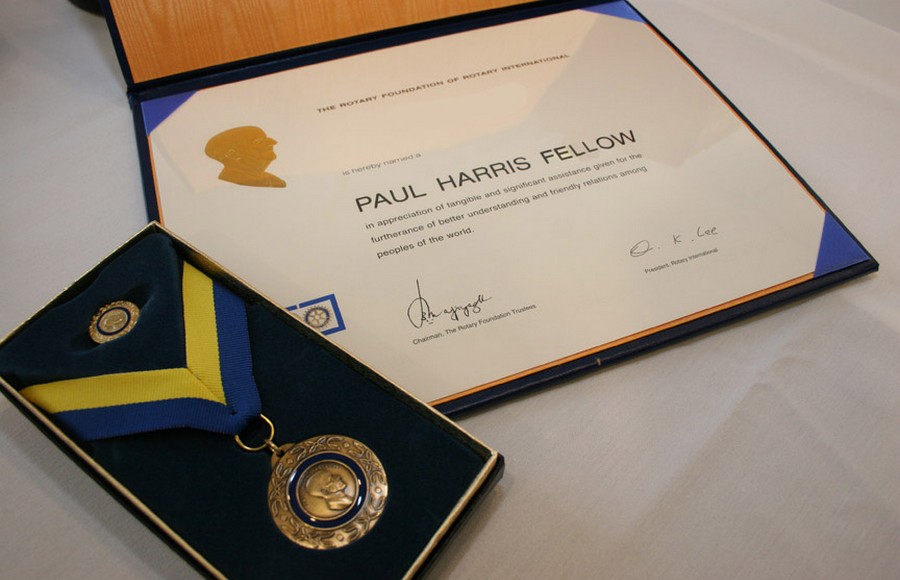 THE ROTARY FOUNDATION OF ROTARY INTERNATIONAL
is hereby named a
PAUL HARRIS FELLOW
in appreciation of tangible and significant assistance given for the
furtherance of better understanding and friendly relations among
peoples of the world.
D. K. Lee
President, Rotary International
Chairman, The Rotary Foundation Trustees